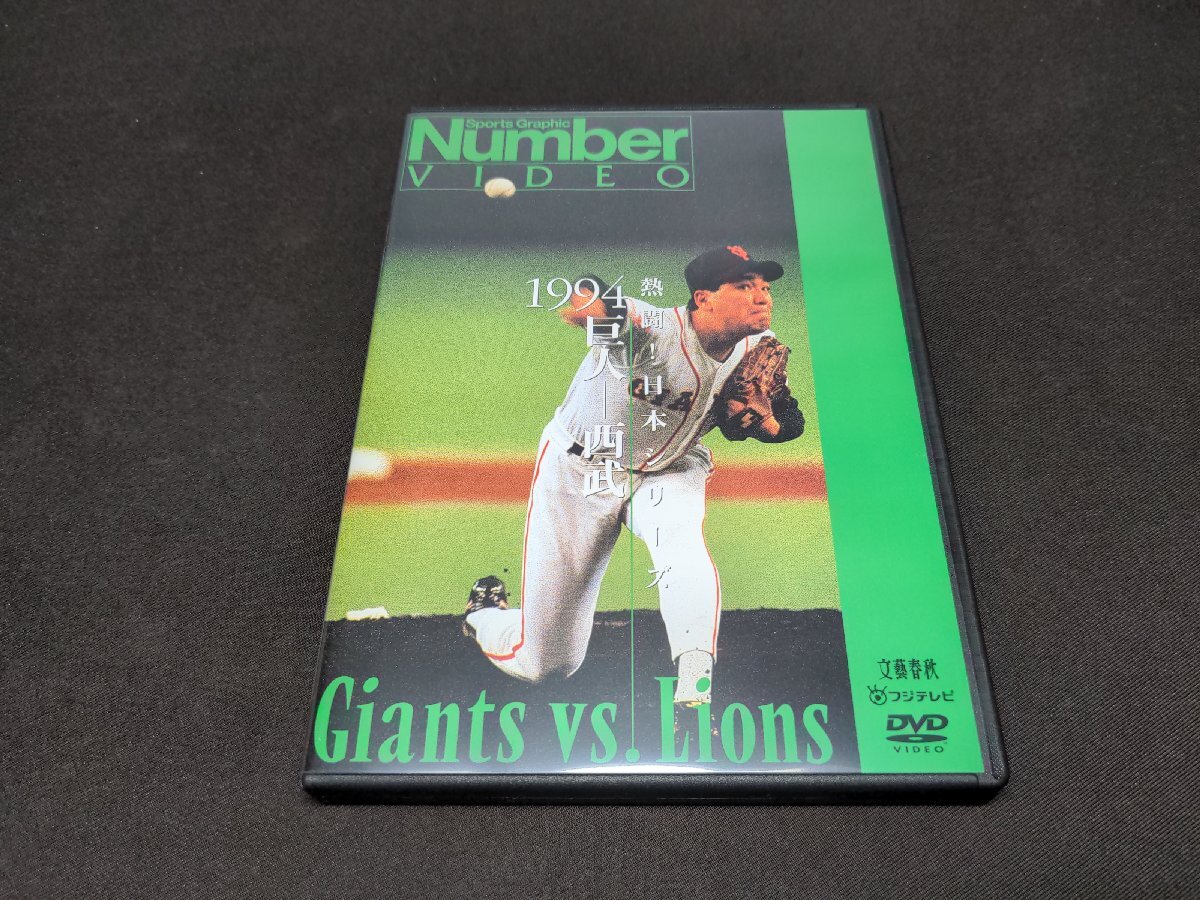 Sports Graphic
Number
VIDEO
熱闘！日本シリーズ
1994
巨人―西武
Giants vs. Lions
文藝春秋
フジテレビ
DVD
VIDEO